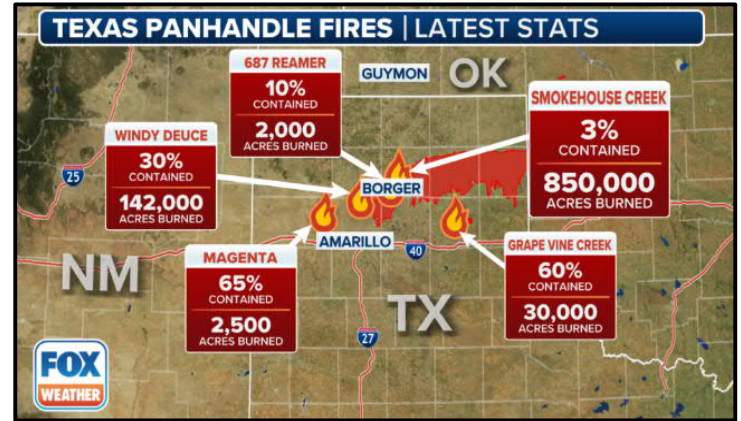 TEXAS PANHANDLE FIRES | LATEST STATS
687 REAMER
10%
CONTAINED
2,000
ACRES BURNED
GUYMON
OK
SMOKEHOUSE CREEK
3%
CONTAINED
850,000
ACRES BURNED
WINDY DEUCE
30%
CONTAINED
142,000
ACRES BURNED
25
BORGER
AMARILLO
40
NM
MAGENTA
65%
CONTAINED
2,500
ACRES BURNED
GRAPE VINE CREEK
60%
CONTAINED
30,000
ACRES BURNED
TX
27
FOX
WEATHER